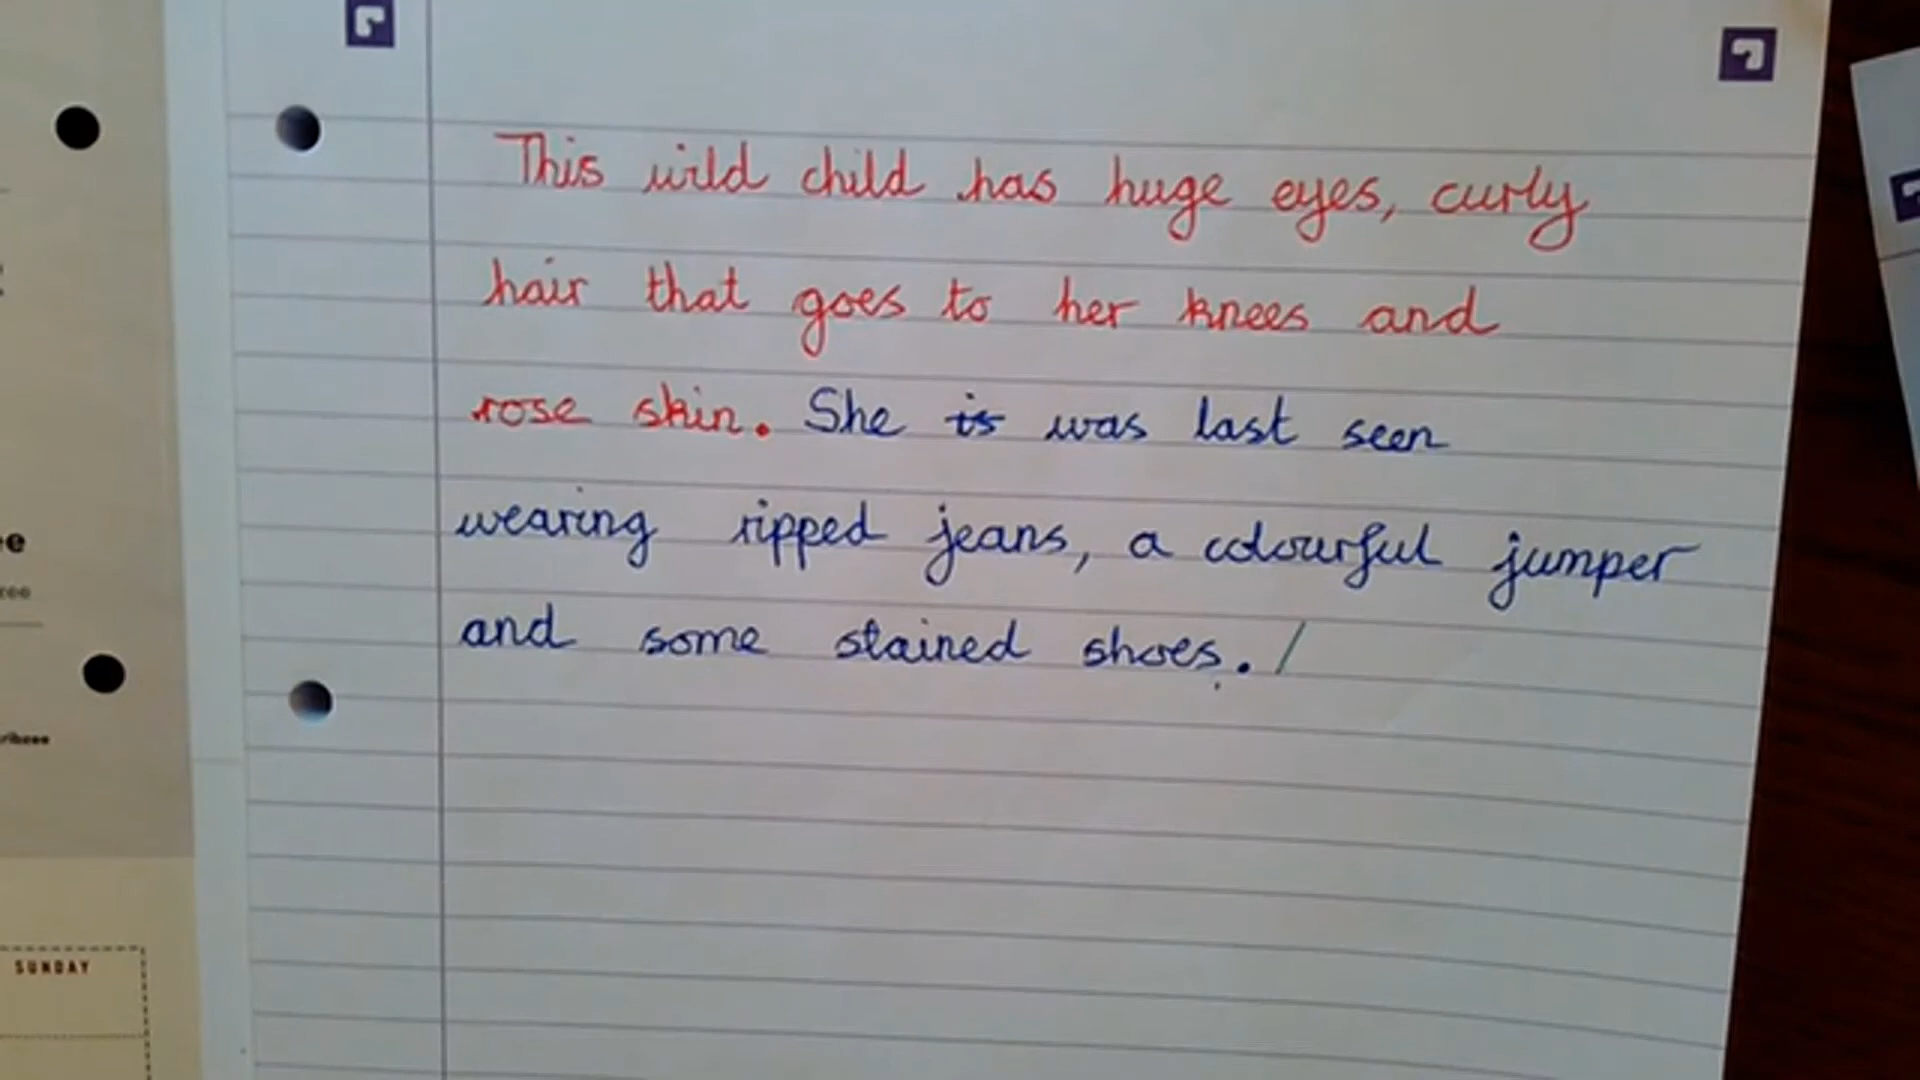 This wild child has huge eyes, curly
hair that goes to her knees and
rose skin. She is was last seen
wearing ripped jeans, a colourful jumper
and some stained shoes. /
SUNDAY